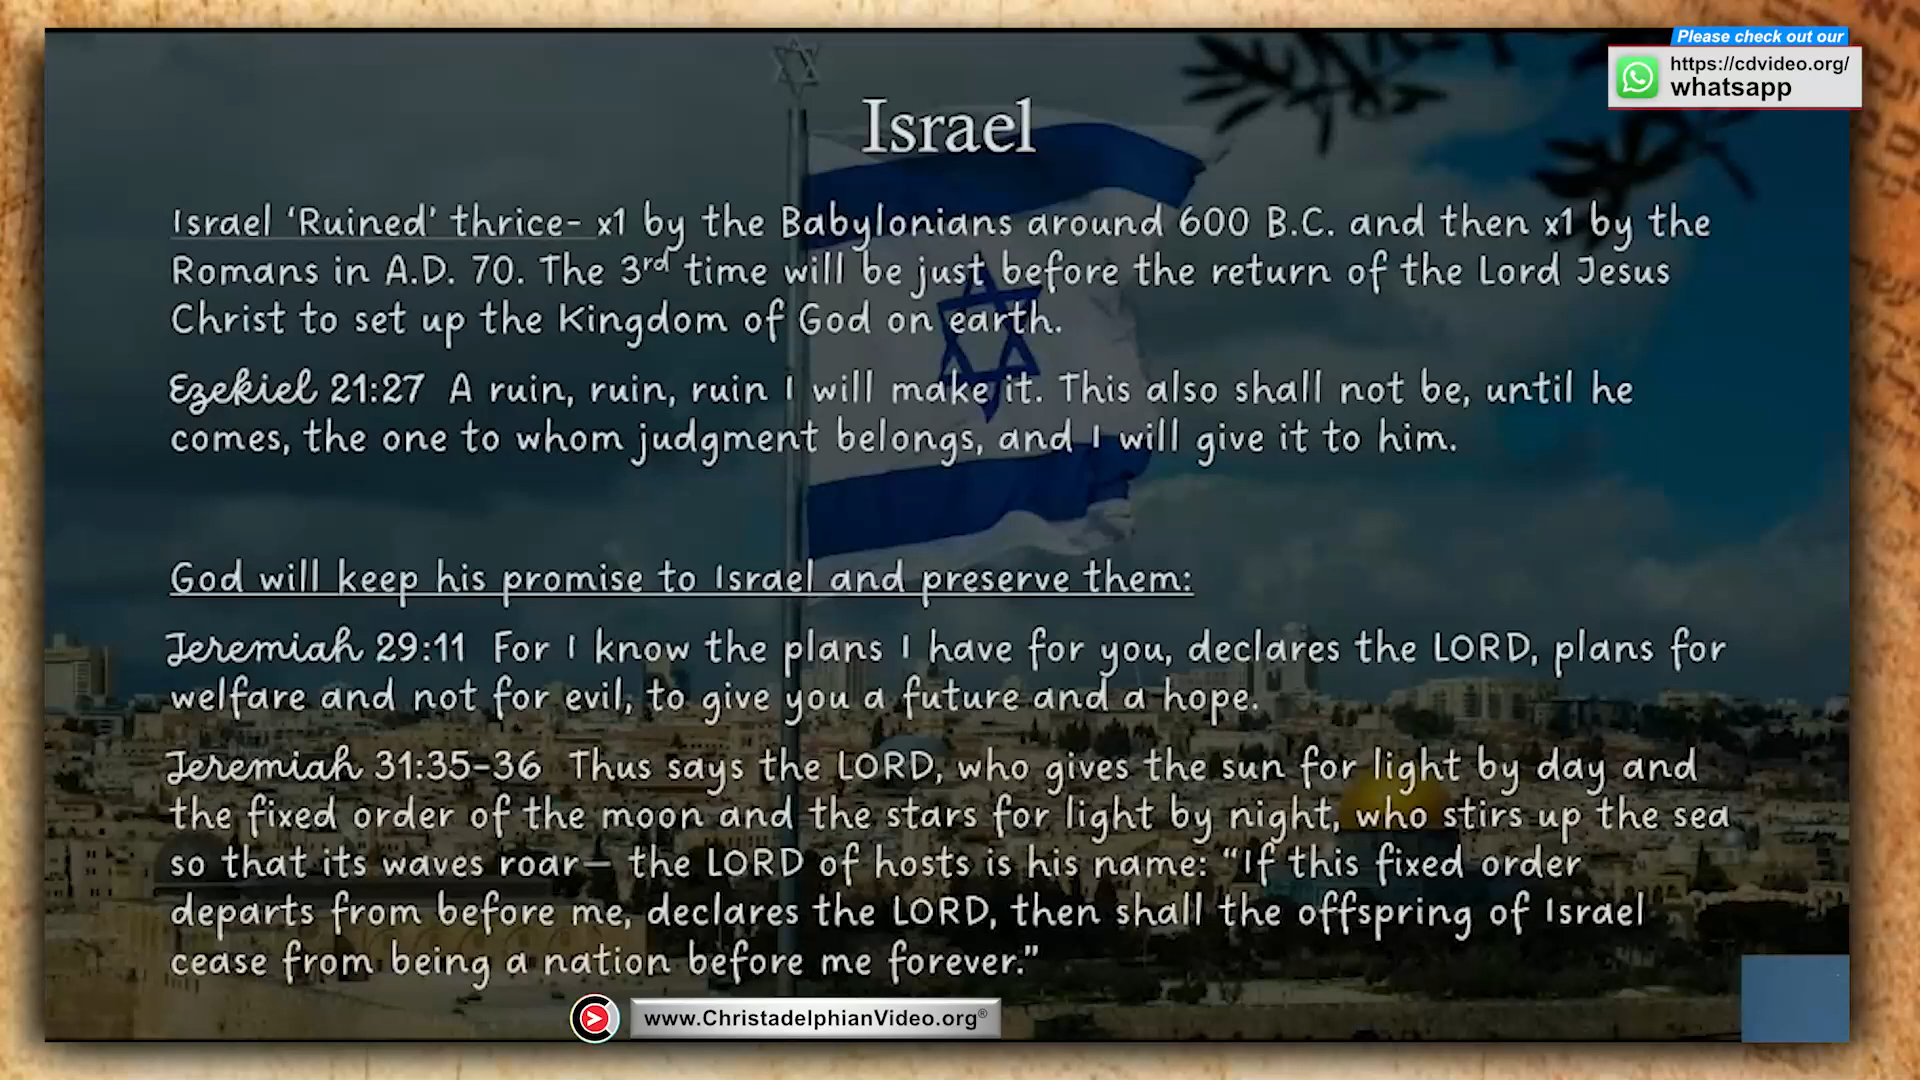 Please check out our
https://cdvideo.org/
whatsapp
Israel
Israel ‘Ruined’ thrice- x1 by the Babylonians around 600 B.C. and then x1 by the
Romans in A.D. 70. The 3rd time will be just before the return of the Lord Jesus
Christ to set up the Kingdom of God on earth.
Ezekiel 21:27 A ruin, ruin, ruin I will make it. This also shall not be, until he
comes, the one to whom judgment belongs, and I will give it to him.
God will keep his promise to Israel and preserve them:
Jeremiah 29:11 For I know the plans I have for you, declares the LORD, plans for
welfare and not for evil, to give you a future and a hope.
Jeremiah 31:35-36 Thus says the LORD, who gives the sun for light by day and
the fixed order of the moon and the stars for light by night, who stirs up the sea
so that its waves roar— the LORD of hosts is his name: “If this fixed order
departs from before me, declares the LORD, then shall the offspring of Israel
cease from being a nation before me forever.”
www.ChristadelphianVideo.org®